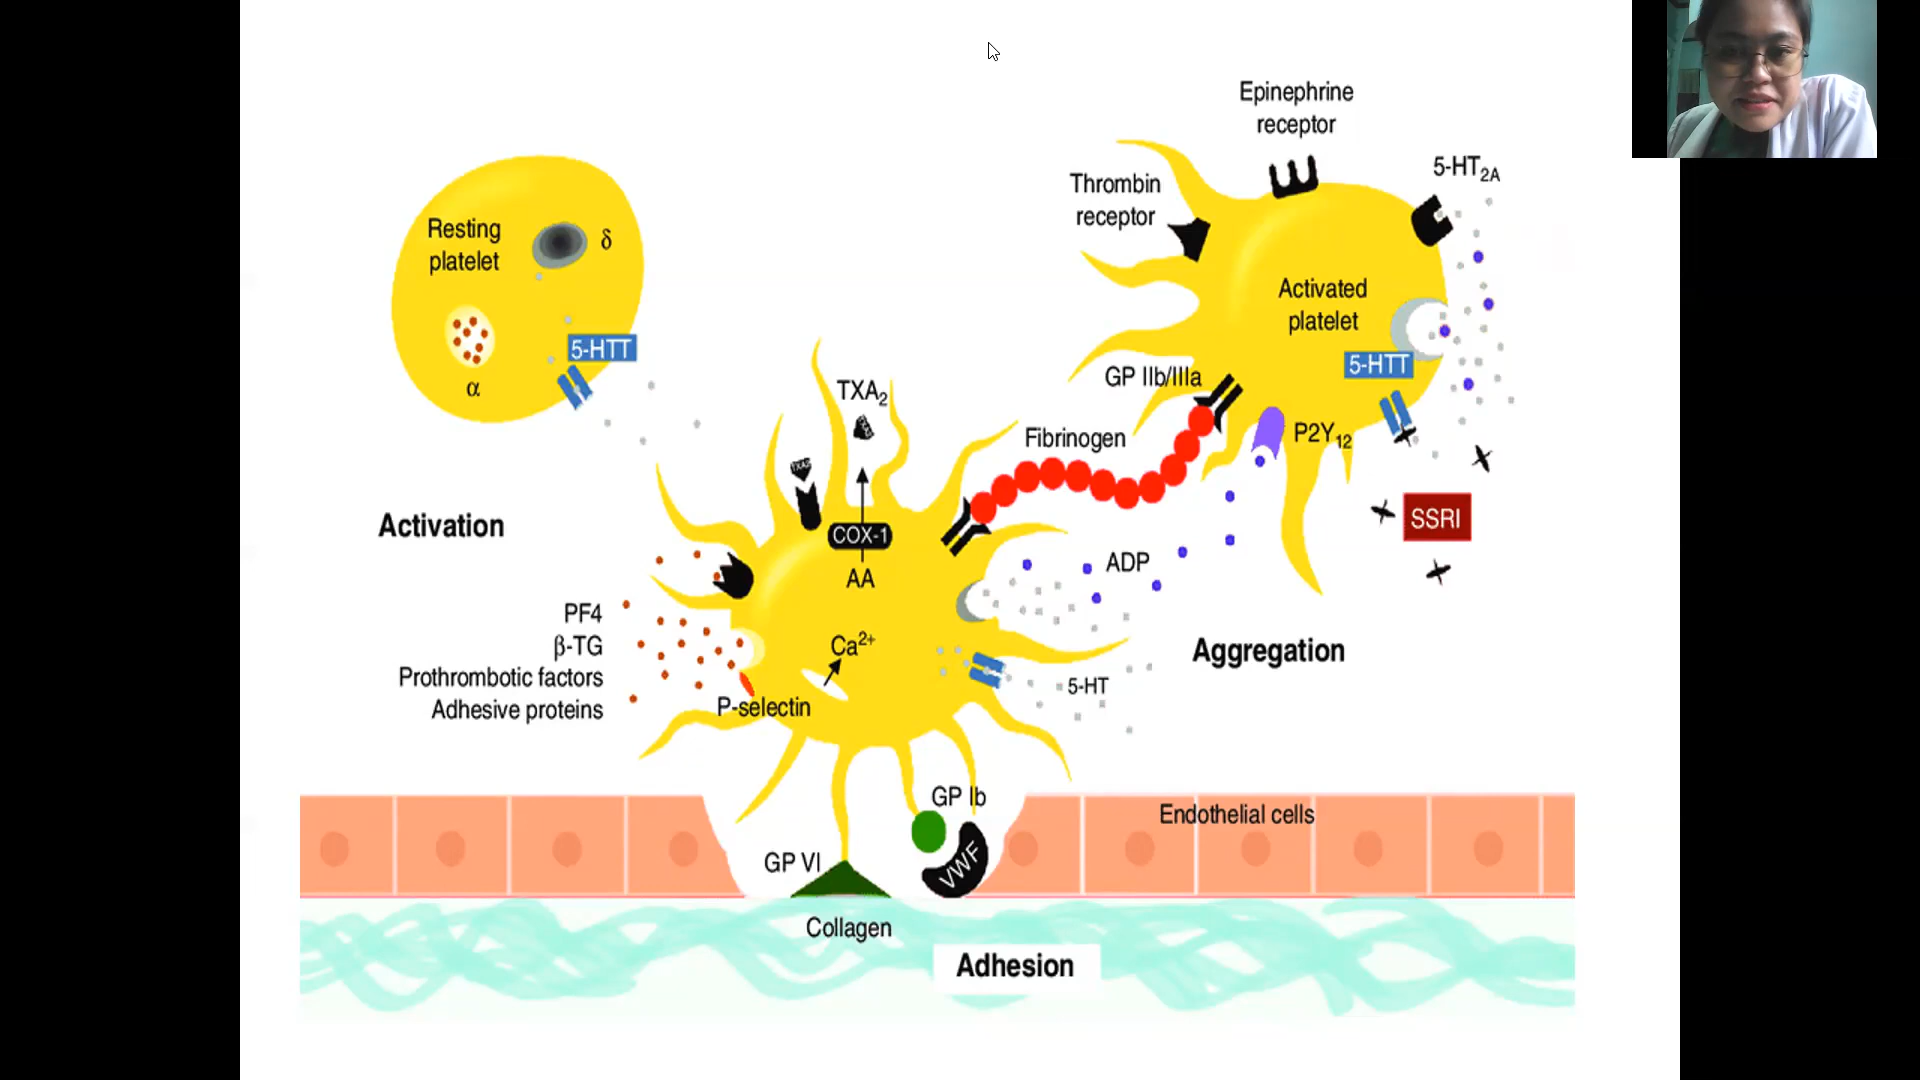 Epinephrine
receptor
5-HT2A
Thrombin
receptor
Resting
platelet
δ
Activated
platelet
5-HTT
α
5-HTT
GP IIb/IIIa
TXA2
Fibrinogen
P2Y12
TXA2
Activation
COX-1
SSRI
AA
ADP
PF4
β-TG
Prothrombotic factors
Adhesive proteins
Ca2+
Aggregation
5-HT
P-selectin
GP Ib
Endothelial cells
GP VI
VWF
Collagen
Adhesion